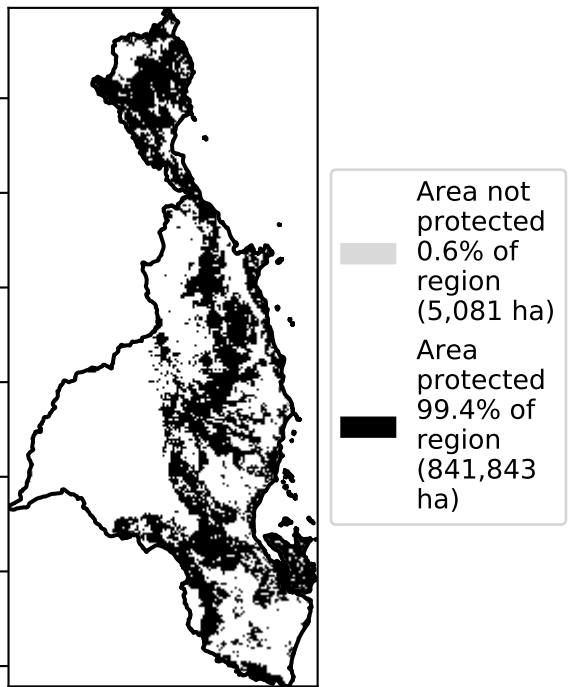 Area not
protected
0.6% of
region
(5,081 ha)
Area
protected
99.4% of
region
(841,843
ha)